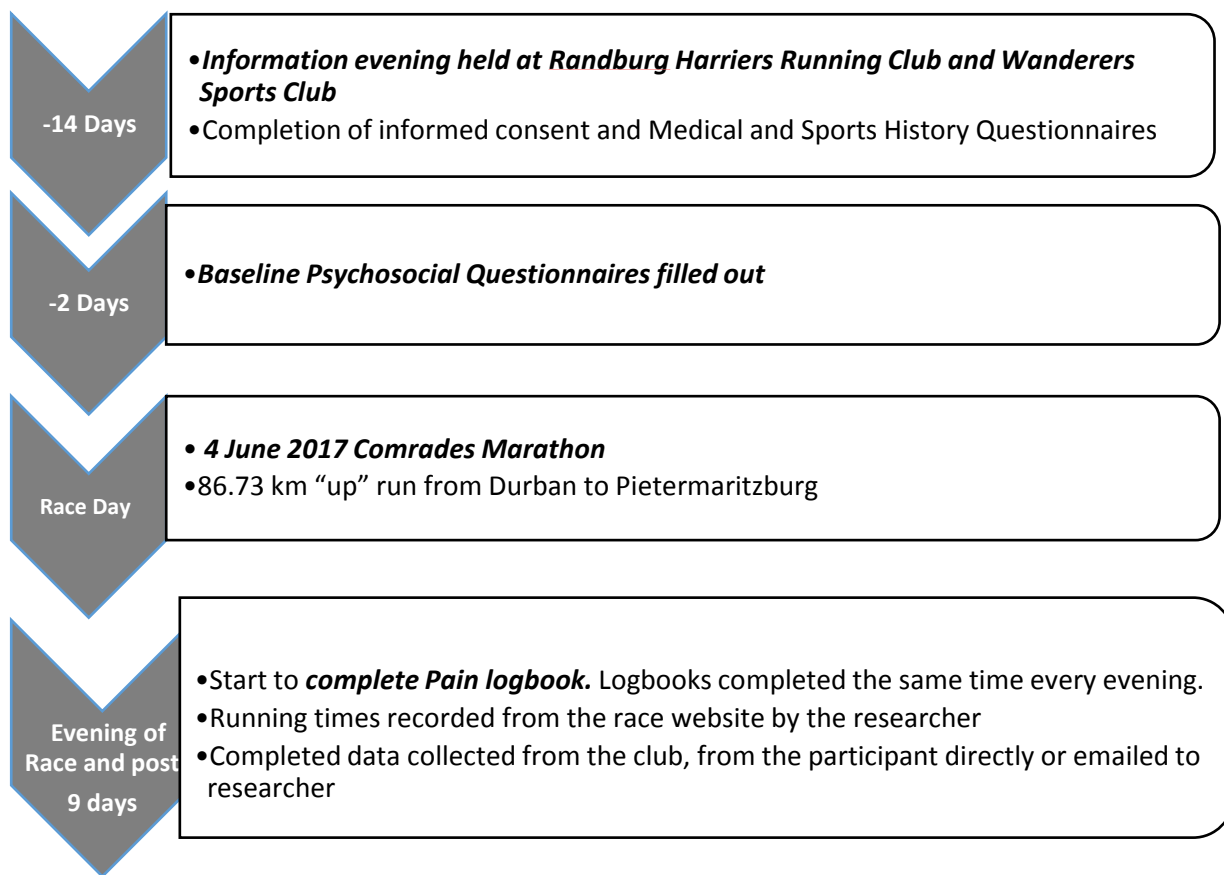 -14 Days
•Information evening held at Randburg Harriers Running Club and Wanderers
Sports Club
•Completion of informed consent and Medical and Sports History Questionnaires
-2 Days
•Baseline Psychosocial Questionnaires filled out
Race Day
• 4 June 2017 Comrades Marathon
•86.73 km “up” run from Durban to Pietermaritzburg
Evening of
Race and post
9 days
•Start to complete Pain logbook. Logbooks completed the same time every evening.
•Running times recorded from the race website by the researcher
•Completed data collected from the club, from the participant directly or emailed to
researcher